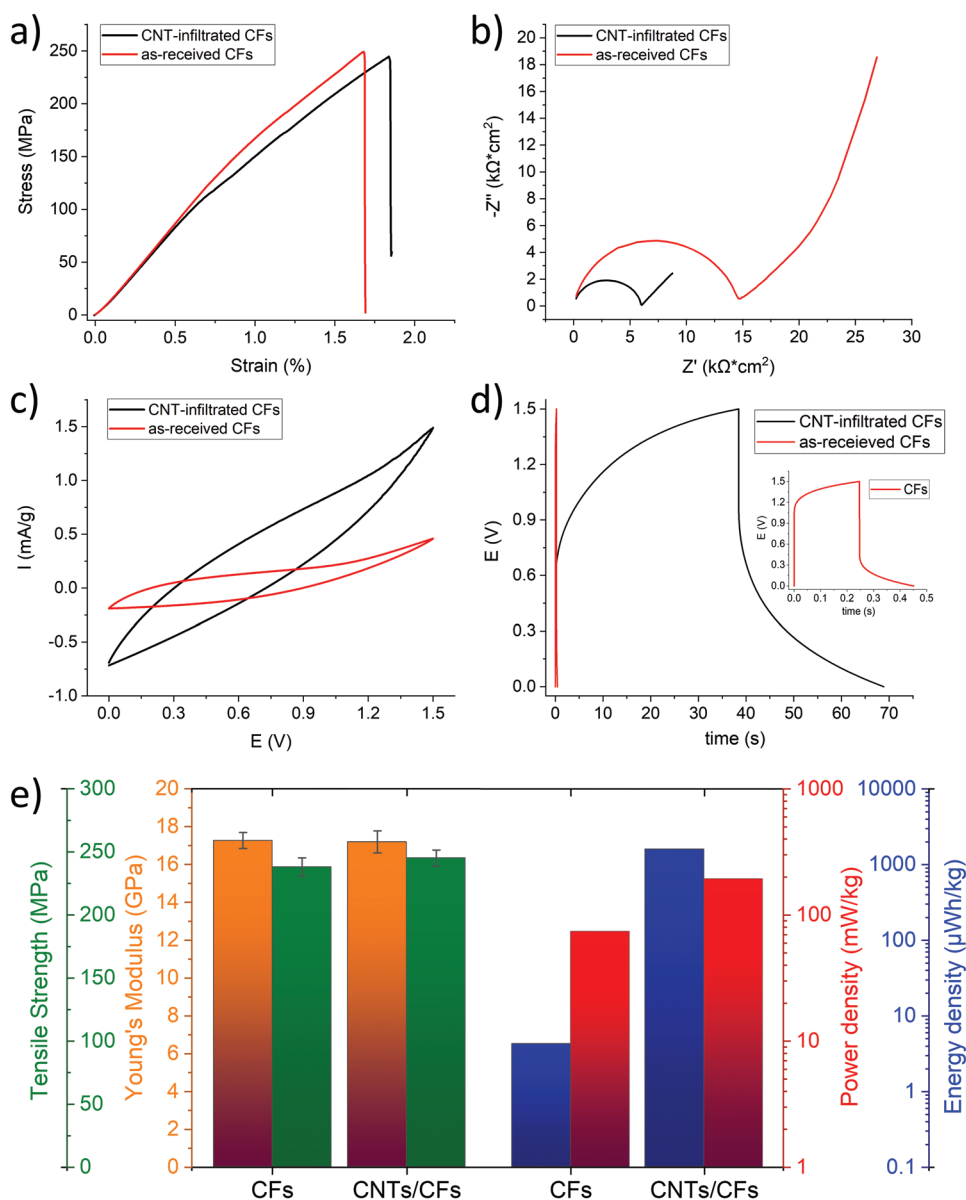 a)
CNT-infiltrated CFs
as-received CFs
250
200
150
100
50
0
Stress (MPa)
0.0 0.5 1.0 1.5 2.0
Strain (%)
b)
CNT-infiltrated CFs
as-received CFs
20
18
16
14
12
10
8
6
4
2
0
-Z" (kΩ*cm2)
0 5 10 15 20 25 30
Z' (kΩ*cm2)
c)
CNT-infiltrated CFs
as-received CFs
1.5
1.0
0.5
0.0
-0.5
-1.0
I (mA/g)
0.0 0.3 0.6 0.9 1.2 1.5
E (V)
d)
CNT-infiltrated CFs
as-receieved CFs
1.5
1.2
0.9
0.6
0.3
0.0
E (V)
0 10 20 30 40 50 60 70
time (s)
CFs
1.5
1.2
0.9
0.6
0.3
0.0
E (V)
0.0 0.1 0.2 0.3 0.4 0.5
time (s)
e)
300
250
200
150
100
50
0
Tensile Strength (MPa)
20
18
16
14
12
10
8
6
4
2
0
Young's Modulus (GPa)
1000
100
10
1
Power density (mW/kg)
10000
1000
100
10
1
0.1
Energy density (μWh/kg)
CFs CNTs/CFs CFs CNTs/CFs